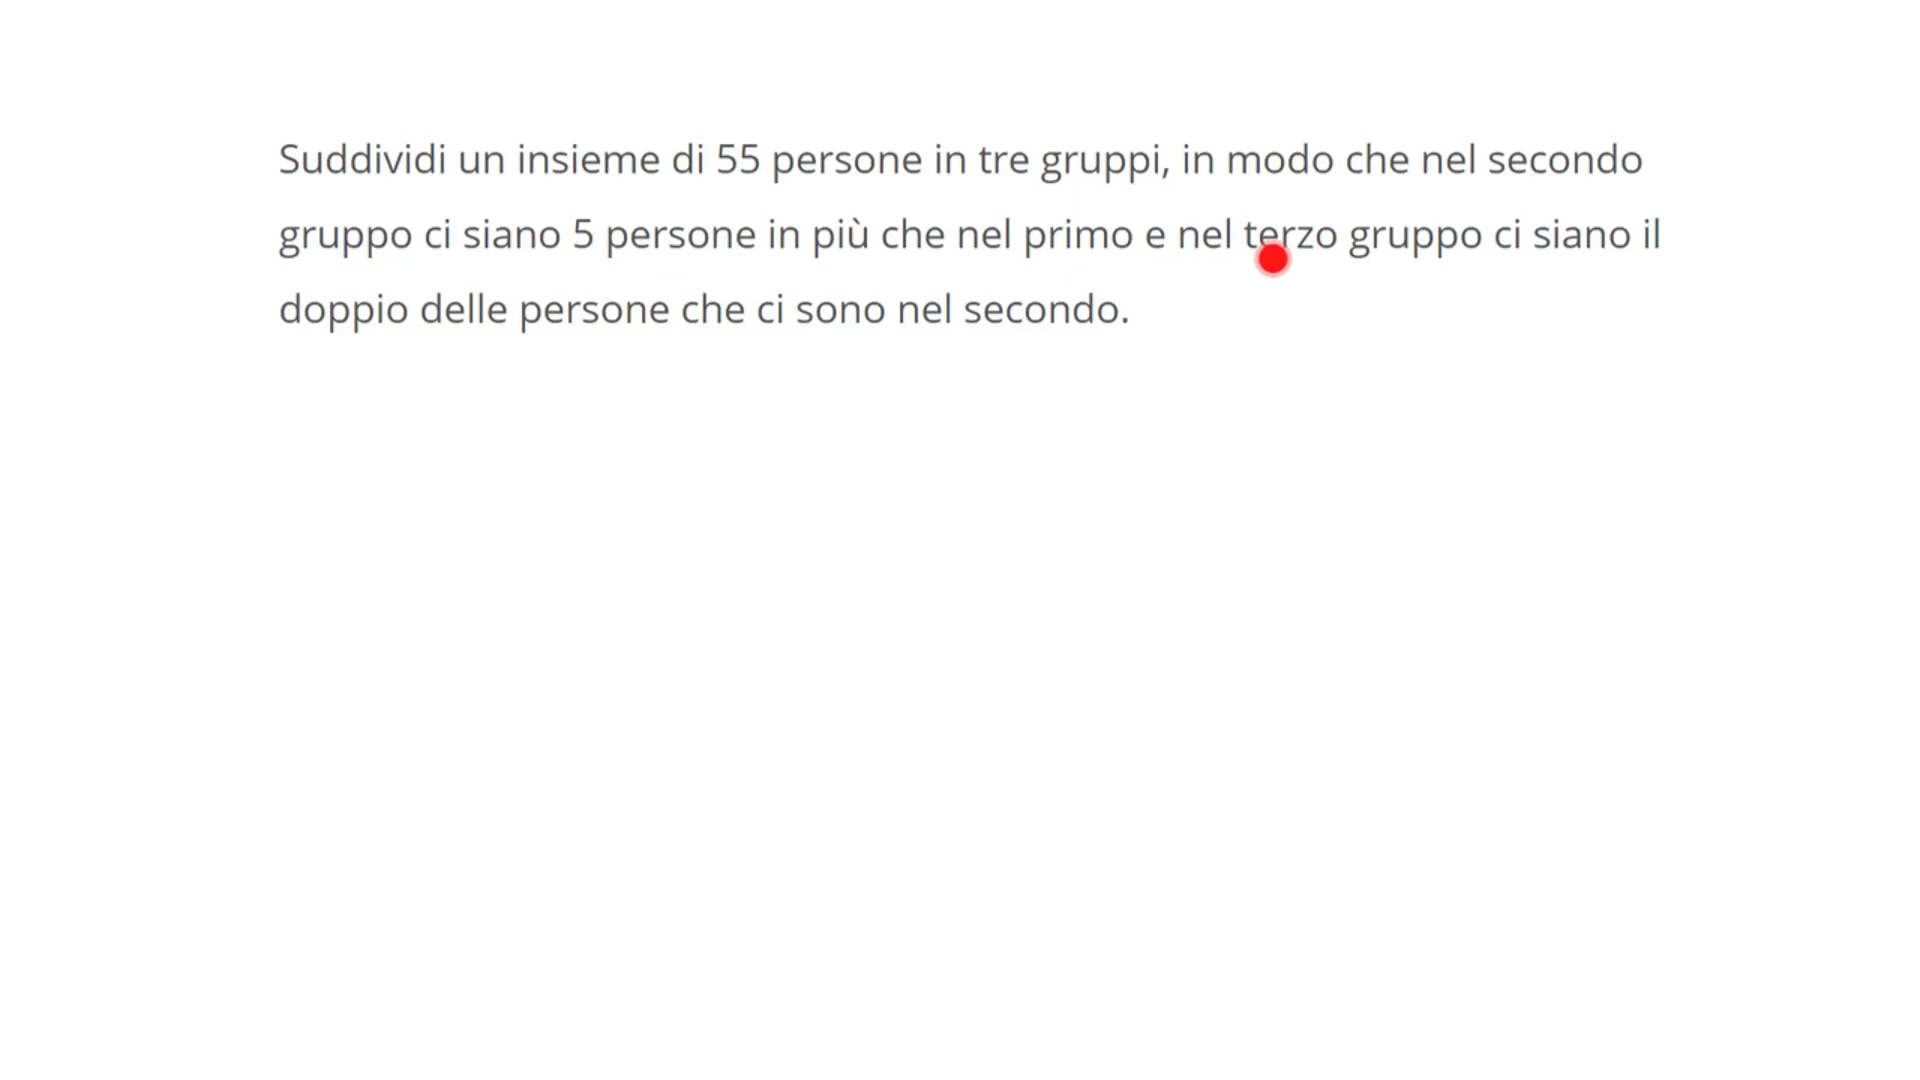 Suddividi un insieme di 55 persone in tre gruppi, in modo che nel secondo
gruppo ci siano 5 persone in più che nel primo e nel terzo gruppo ci siano il
doppio delle persone che ci sono nel secondo.